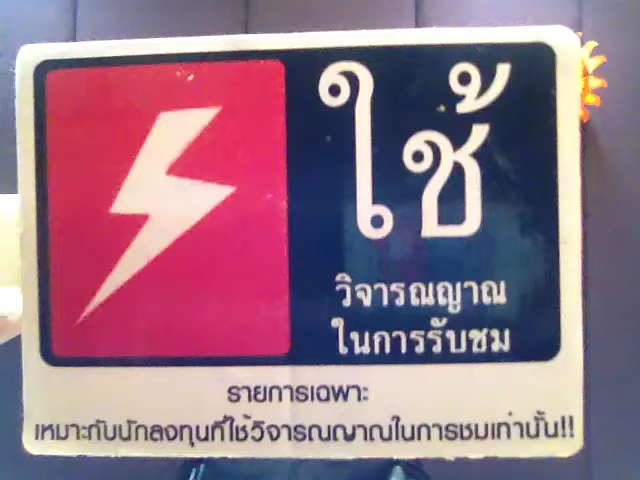 ใช้
วิจารณญาณ
ในการรับชม
รายการเฉพาะ
เหมาะกับนักลงทุนที่ใช้วิจารณญาณในการชมเท่านั้น!!